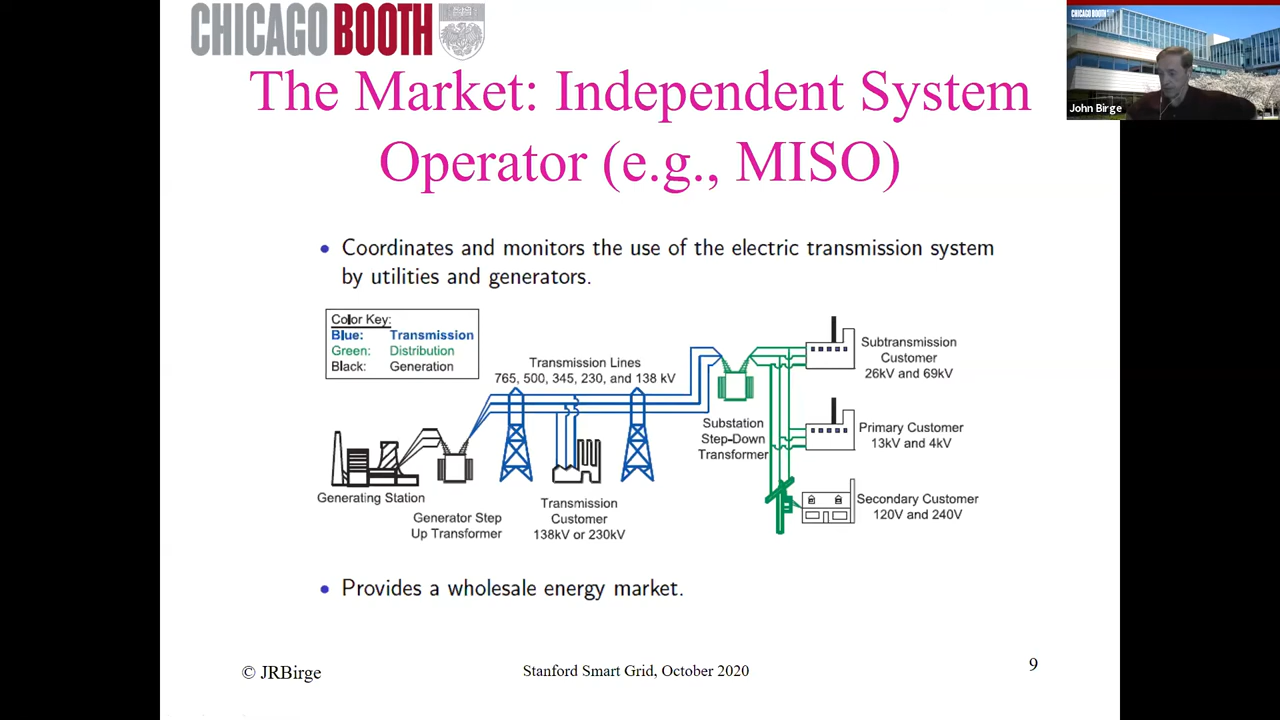 CHICAGO BOOTH
The Market: Independent System
Operator (e.g., MISO)
• Coordinates and monitors the use of the electric transmission system
by utilities and generators.
Color Key:
Blue: Transmission
Green: Distribution
Black: Generation
Transmission Lines
765, 500, 345, 230, and 138 kV
Generating Station
Generator Step
Up Transformer
Transmission
Customer
138kV or 230kV
Substation
Step-Down
Transformer
Subtransmission
Customer
26kV and 69kV
Primary Customer
13kV and 4kV
Secondary Customer
120V and 240V
• Provides a wholesale energy market.
© JRBirge
Stanford Smart Grid, October 2020
9
CHICAGO BOOTH
John Birge